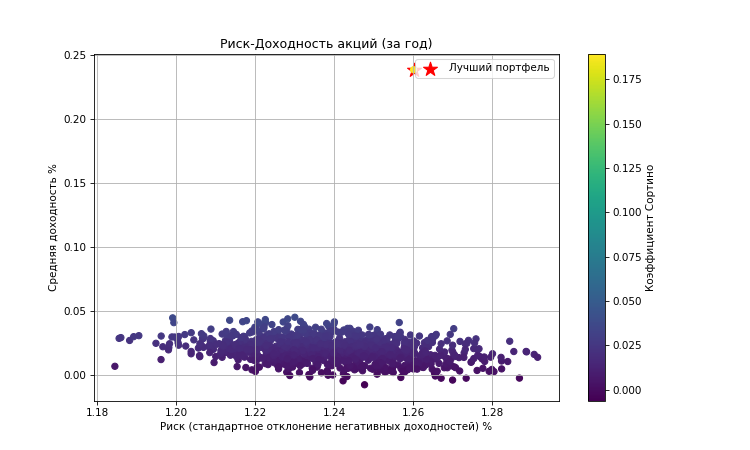 Риск-Доходность акций (за год)
Лучший портфель
0.25
0.20
0.15
0.10
0.05
0.00
Средняя доходность %
1.18 1.20 1.22 1.24 1.26 1.28
Риск (стандартное отклонение негативных доходностей) %
0.175
0.150
0.125
0.100
0.075
0.050
0.025
0.000
Коэффициент Сортино